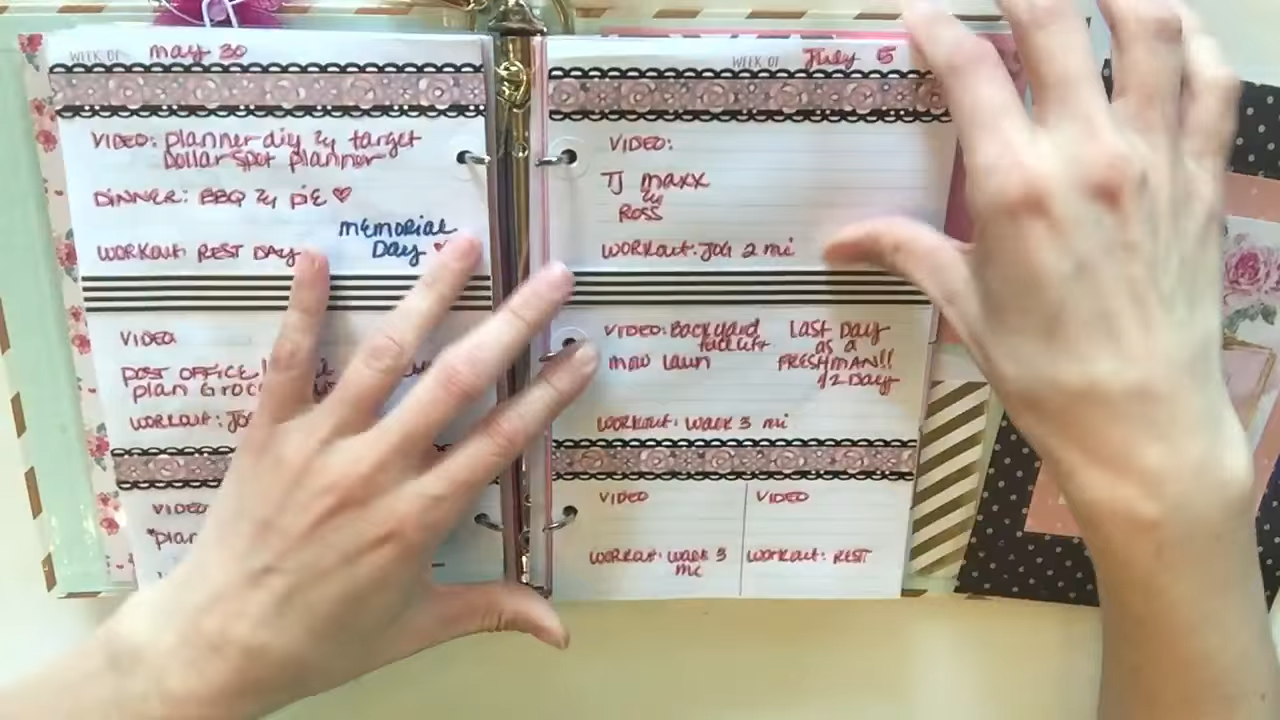 WEEK OF may 30
VIDEO: planner diy & target
Dollar Spot planner
DINNER: BBQ & PiE
MEMORIAL
DAY
WORKOUT: REST DAY
VIDEO
POST OFFICE
plan GROC
WORKOUT: JOG
VIDEO
*plan
WEEK OF July 5
VIDEO:
TJ maxx
&
ROSS
WORKOUT: JOG 2 mi
VIDEO: BACKYARD
LAST DAY
as a
FRESHMAN!!
1/2 DAY
mow lawn
WORKOUT: WALK 3 mi
VIDEO
VIDEO
WORKOUT: WALK 3
mi
WORKOUT: REST